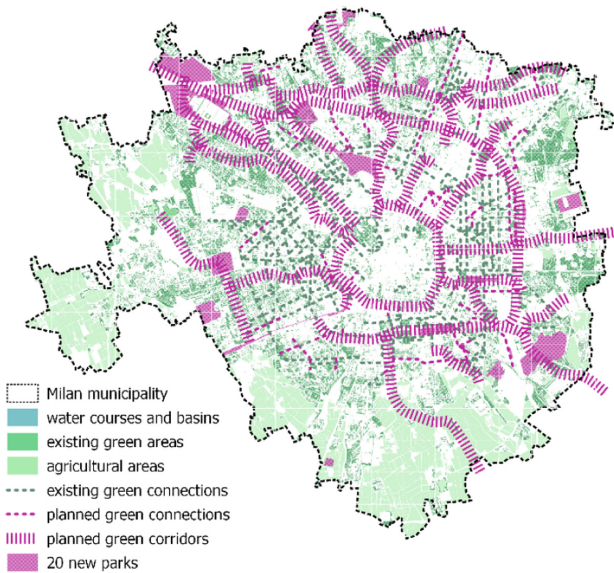 Milan municipality
water courses and basins
existing green areas
agricultural areas
existing green connections
planned green connections
planned green corridors
20 new parks